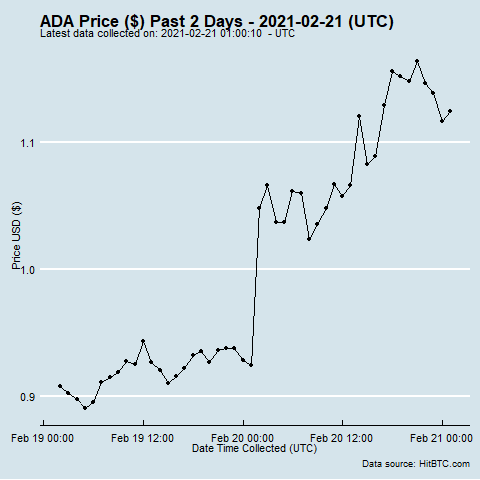 ADA Price ($) Past 2 Days - 2021-02-21 (UTC)
Latest data collected on: 2021-02-21 01:00:10 - UTC
1.1
1.0
0.9
Price USD ($)
Feb 19 00:00 Feb 19 12:00 Feb 20 00:00 Feb 20 12:00 Feb 21 00:00
Date Time Collected (UTC)
Data source: HitBTC.com